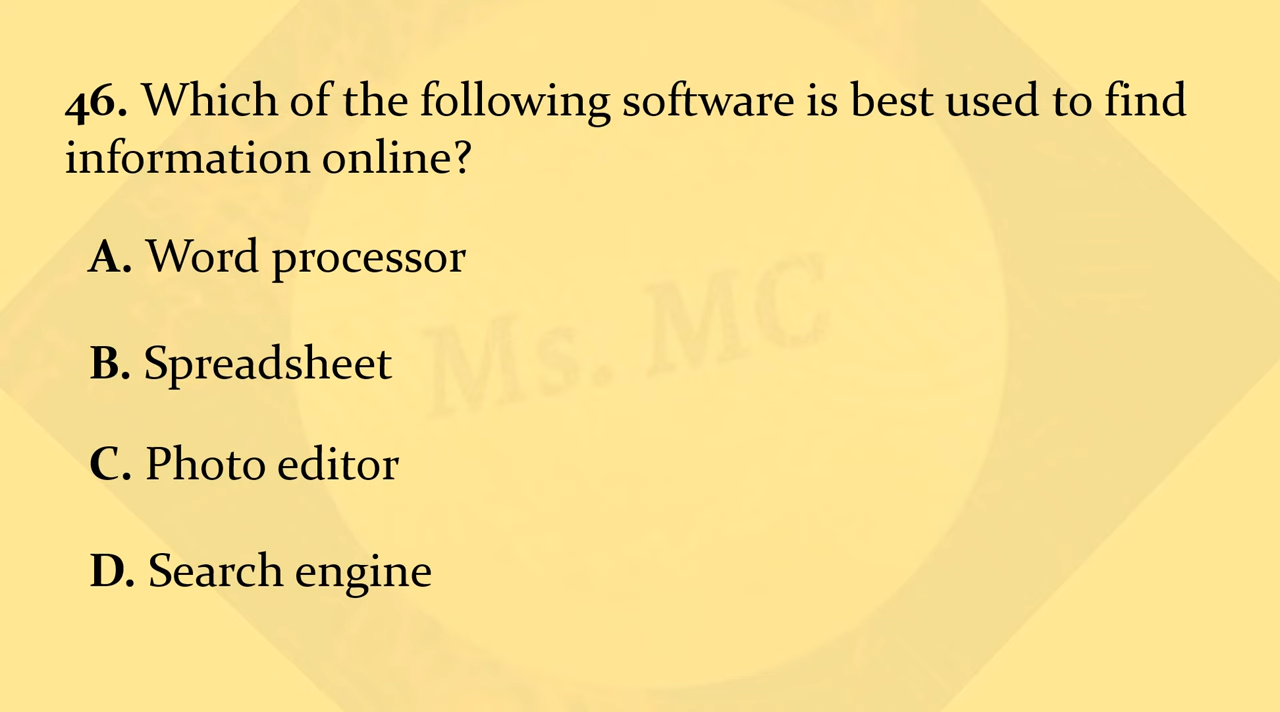 46. Which of the following software is best used to find
information online?
A. Word processor
B. Spreadsheet
C. Photo editor
D. Search engine
Ms. MC